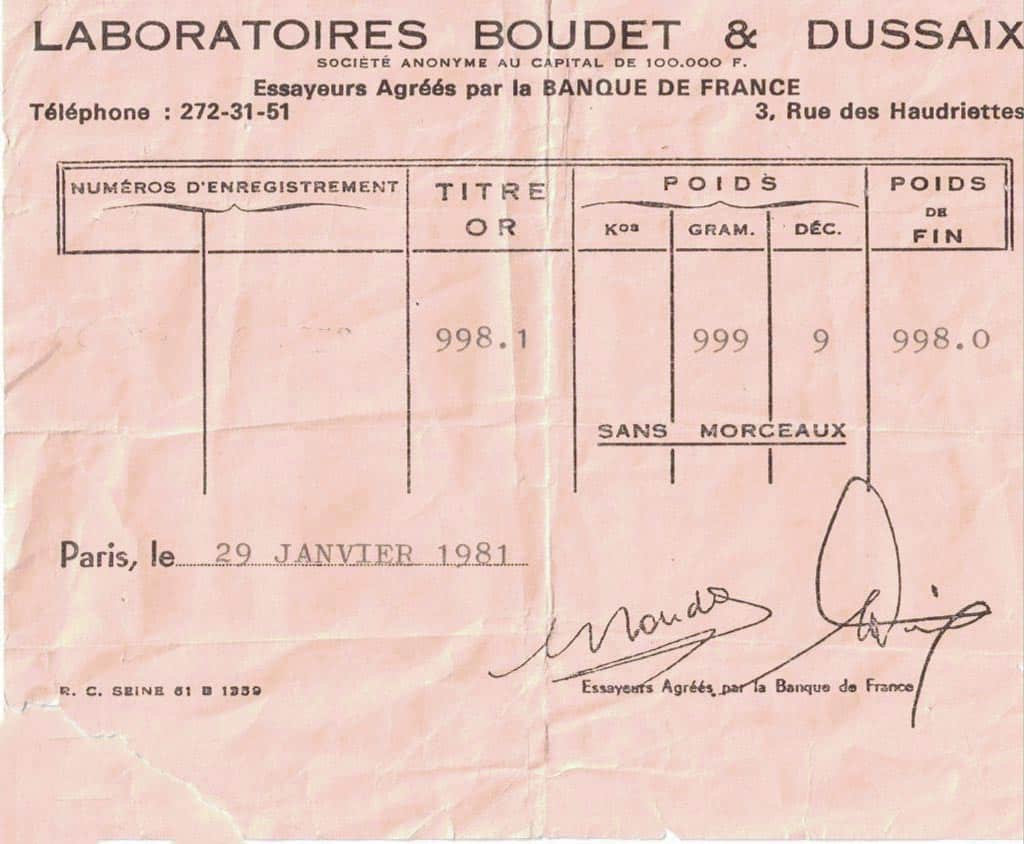 LABORATOIRES BOUDET & DUSSAIX
SOCIÉTÉ ANONYME AU CAPITAL DE 100.000 F.
Essayeurs Agréés par la BANQUE DE FRANCE
Téléphone : 272-31-51 3, Rue des Haudriettes
NUMÉROS D'ENREGISTREMENT TITRE OR POIDS Kos GRAM. DÉC. POIDS DE FIN
998.1 999 9 998.0
SANS MORCEAUX
Paris, le 29 JANVIER 1981
R. C. SEINE 61 B 1359 Essayeurs Agréés par la Banque de France